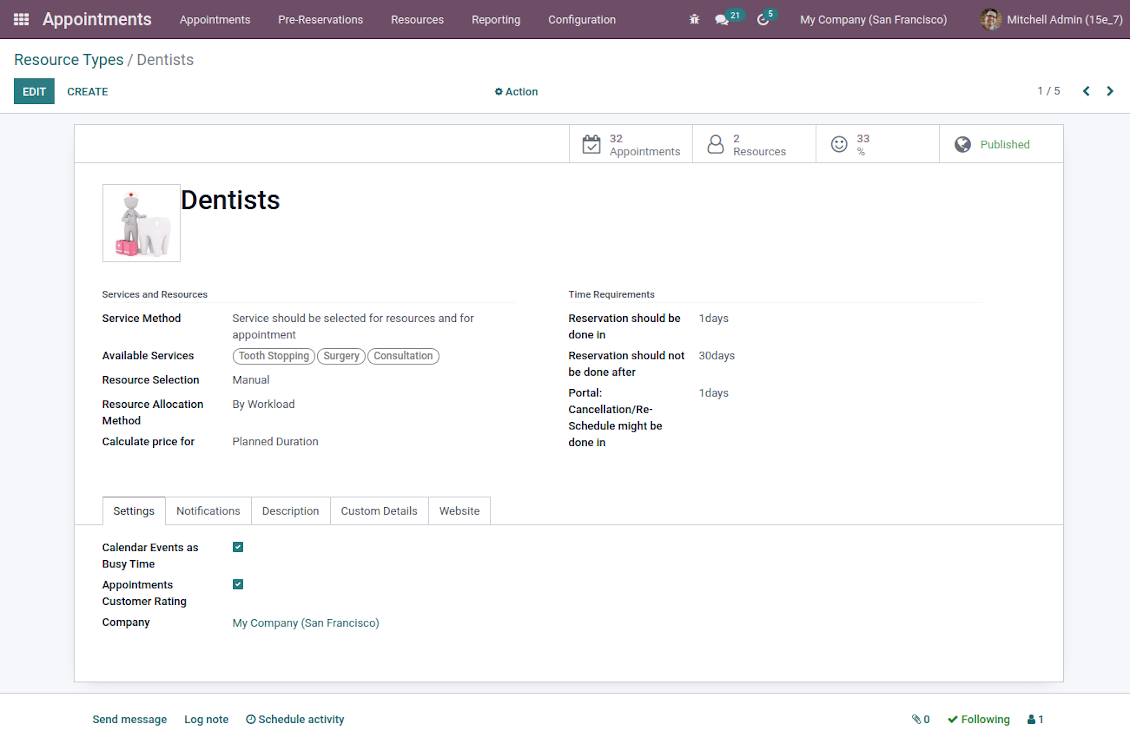 Appointments Appointments Pre-Reservations Resources Reporting Configuration 21 5 My Company (San Francisco) Mitchell Admin (15e_7)
Resource Types / Dentists
EDIT CREATE Action 1 / 5
32 Appointments
2 Resources
33 %
Published
Dentists
Services and Resources
Service Method Service should be selected for resources and for
appointment
Available Services Tooth Stopping Surgery Consultation
Resource Selection Manual
Resource Allocation By Workload
Method
Calculate price for Planned Duration
Time Requirements
Reservation should be 1days
done in
Reservation should not 30days
be done after
Portal: 1days
Cancellation/Re-
Schedule might be
done in
Settings Notifications Description Custom Details Website
Calendar Events as
Busy Time
Appointments
Customer Rating
Company My Company (San Francisco)
Send message Log note Schedule activity 0 Following 1